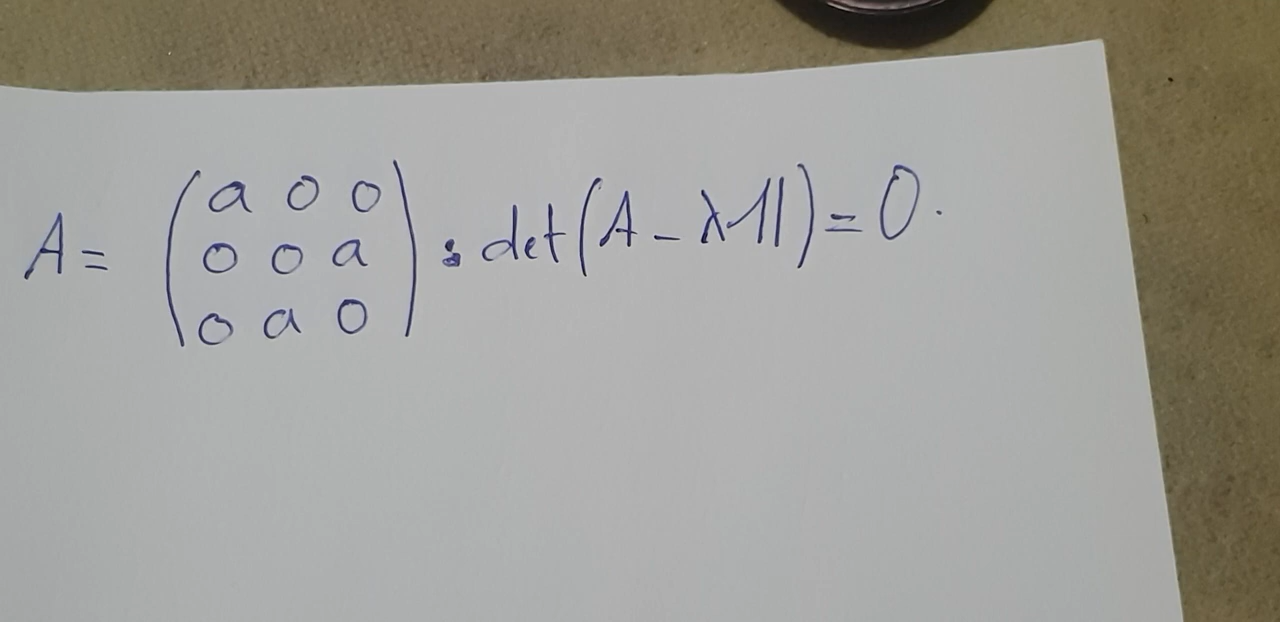 A = (a 0 0
0 0 a
0 a 0) : det(A - λ𝟙) = 0.